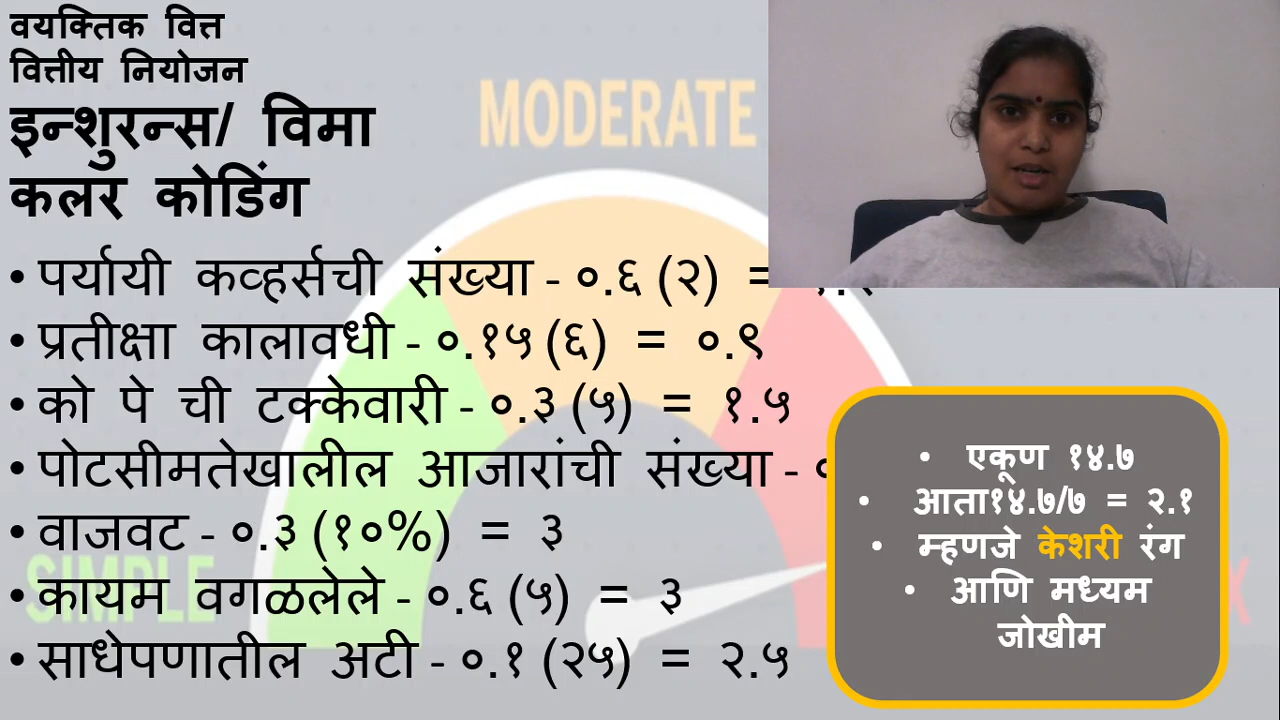 वयक्तिक वित्त
वित्तीय नियोजन
इन्शुरन्स/ विमा
कलर कोडिंग
MODERATE
• पर्यायी कव्हर्सची संख्या - ०.६ (२) =
• प्रतीक्षा कालावधी - ०.१५ (६) = ०.९
• को पे ची टक्केवारी - ०.३ (५) = १.५
• पोटसीमतेखालील आजारांची संख्या -
• वाजवट - ०.३ (१०%) = ३
SIMPLE
• कायम वगळलेले - ०.६ (५) = ३
• साधेपणातील अटी - ०.१ (२५) = २.५
• एकूण १४.७
• आता१४.७/७ = २.१
• म्हणजे केशरी रंग
• आणि मध्यम
जोखीम